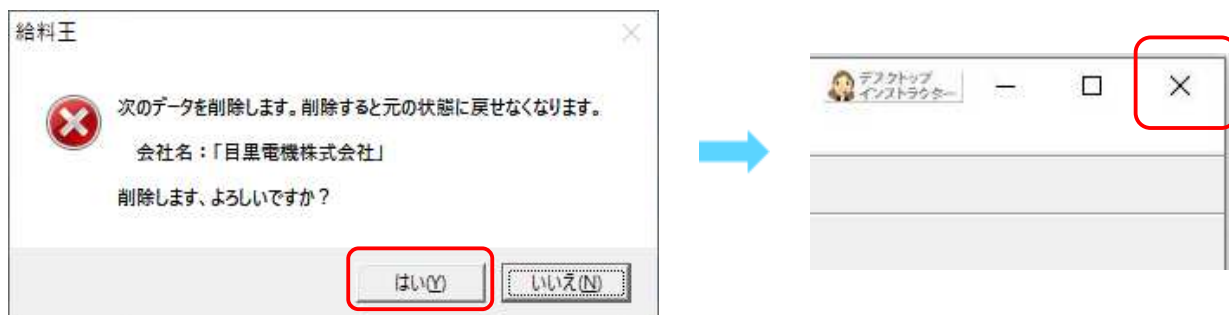 給料王
次のデータを削除します。削除すると元の状態に戻せなくなります。
会社名：「目黒電機株式会社」
削除します、よろしいですか？
はい(Y)
いいえ(N)
デスクトップ
インストラクター